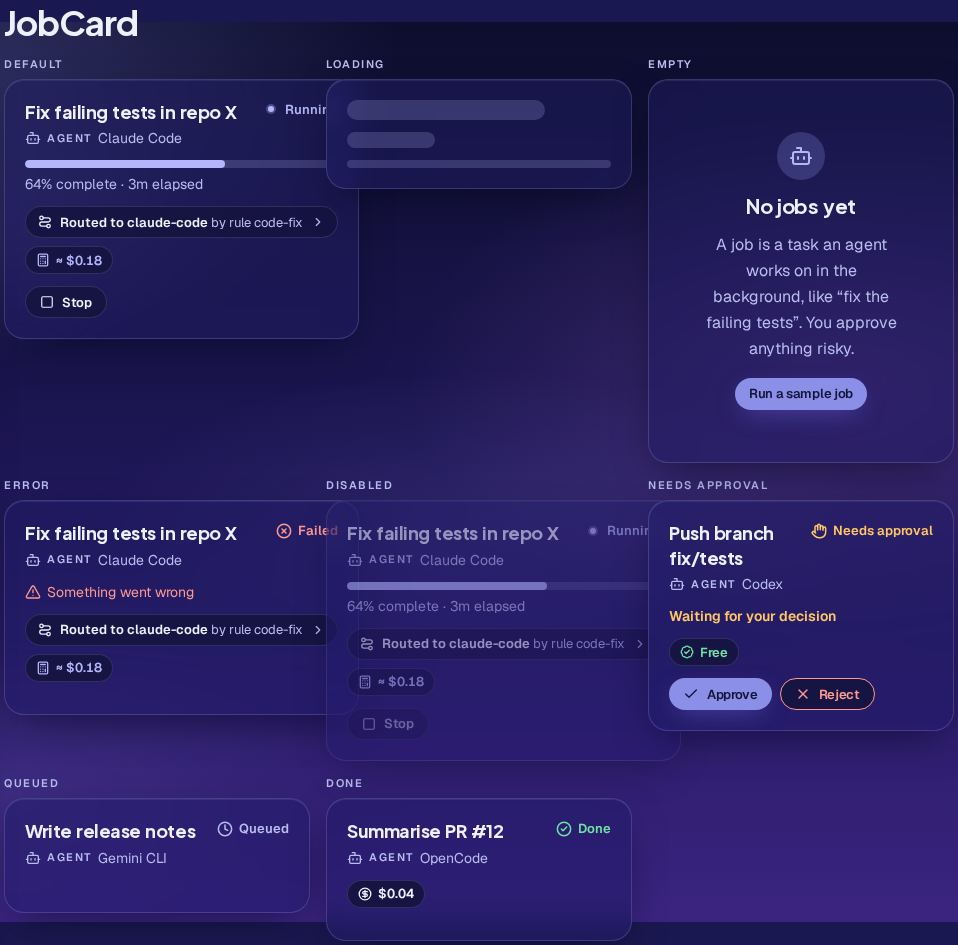 JobCard
DEFAULT
Fix failing tests in repo X
Runnin
AGENT Claude Code
64% complete · 3m elapsed
Routed to claude-code by rule code-fix
≈ $0.18
Stop
LOADING
EMPTY
No jobs yet
A job is a task an agent
works on in the
background, like “fix the
failing tests”. You approve
anything risky.
Run a sample job
ERROR
Fix failing tests in repo X
Failed
AGENT Claude Code
Something went wrong
Routed to claude-code by rule code-fix
≈ $0.18
DISABLED
Fix failing tests in repo X
Runnin
AGENT Claude Code
64% complete · 3m elapsed
Routed to claude-code by rule code-fix
≈ $0.18
Stop
NEEDS APPROVAL
Push branch
fix/tests
Needs approval
AGENT Codex
Waiting for your decision
Free
Approve
Reject
QUEUED
Write release notes
Queued
AGENT Gemini CLI
DONE
Summarise PR #12
Done
AGENT OpenCode
$0.04